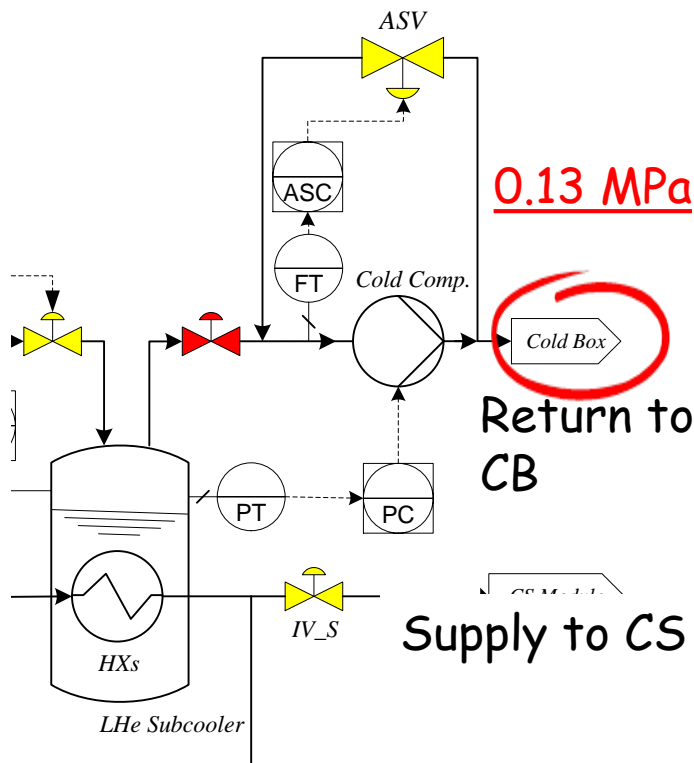 ASV
0.13 MPa
ASC
FT
Cold Comp.
Cold Box
Return to
CB
PT
PC
IV_S
Supply to CS
HXs
LHe Subcooler